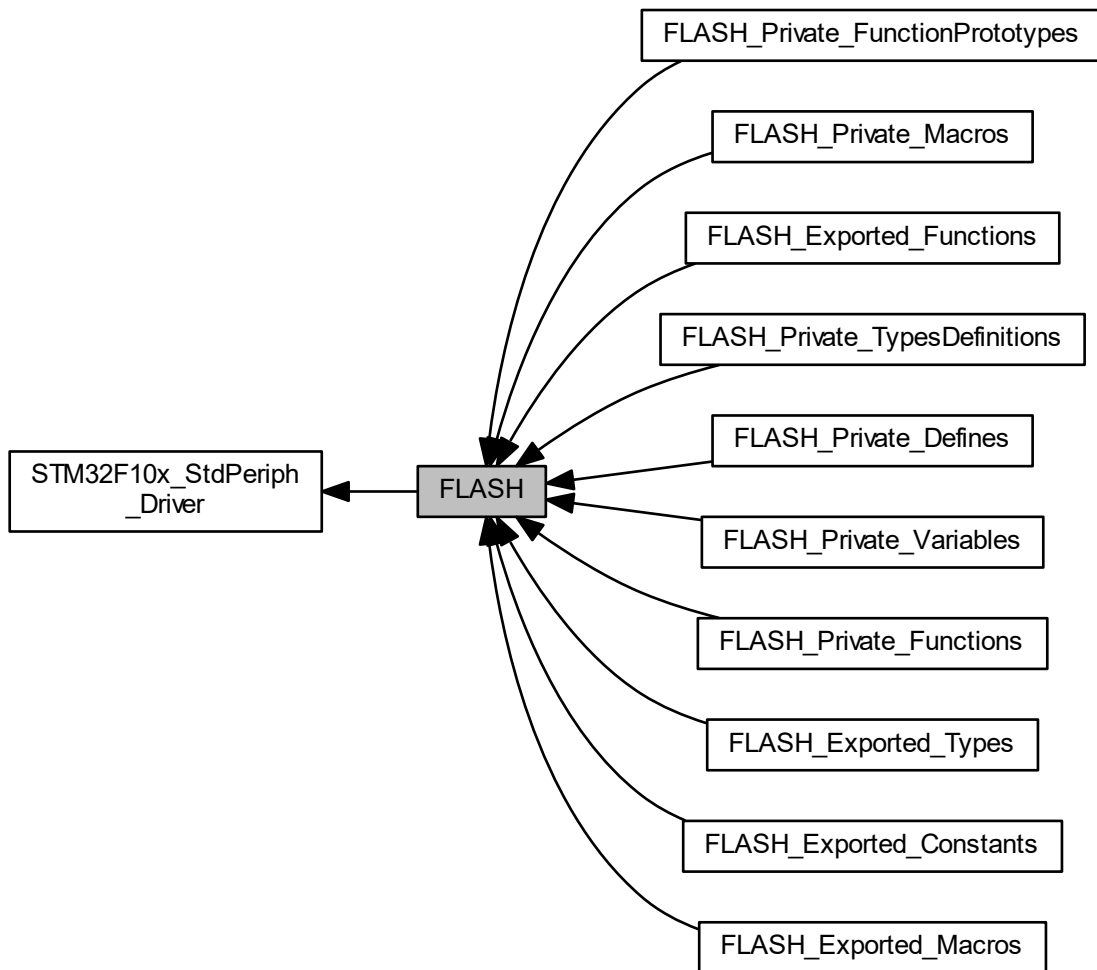 FLASH_Private_FunctionPrototypes
FLASH_Private_Macros
FLASH_Exported_Functions
FLASH_Private_TypesDefinitions
FLASH_Private_Defines
STM32F10x_StdPeriph
_Driver
FLASH
FLASH_Private_Variables
FLASH_Private_Functions
FLASH_Exported_Types
FLASH_Exported_Constants
FLASH_Exported_Macros